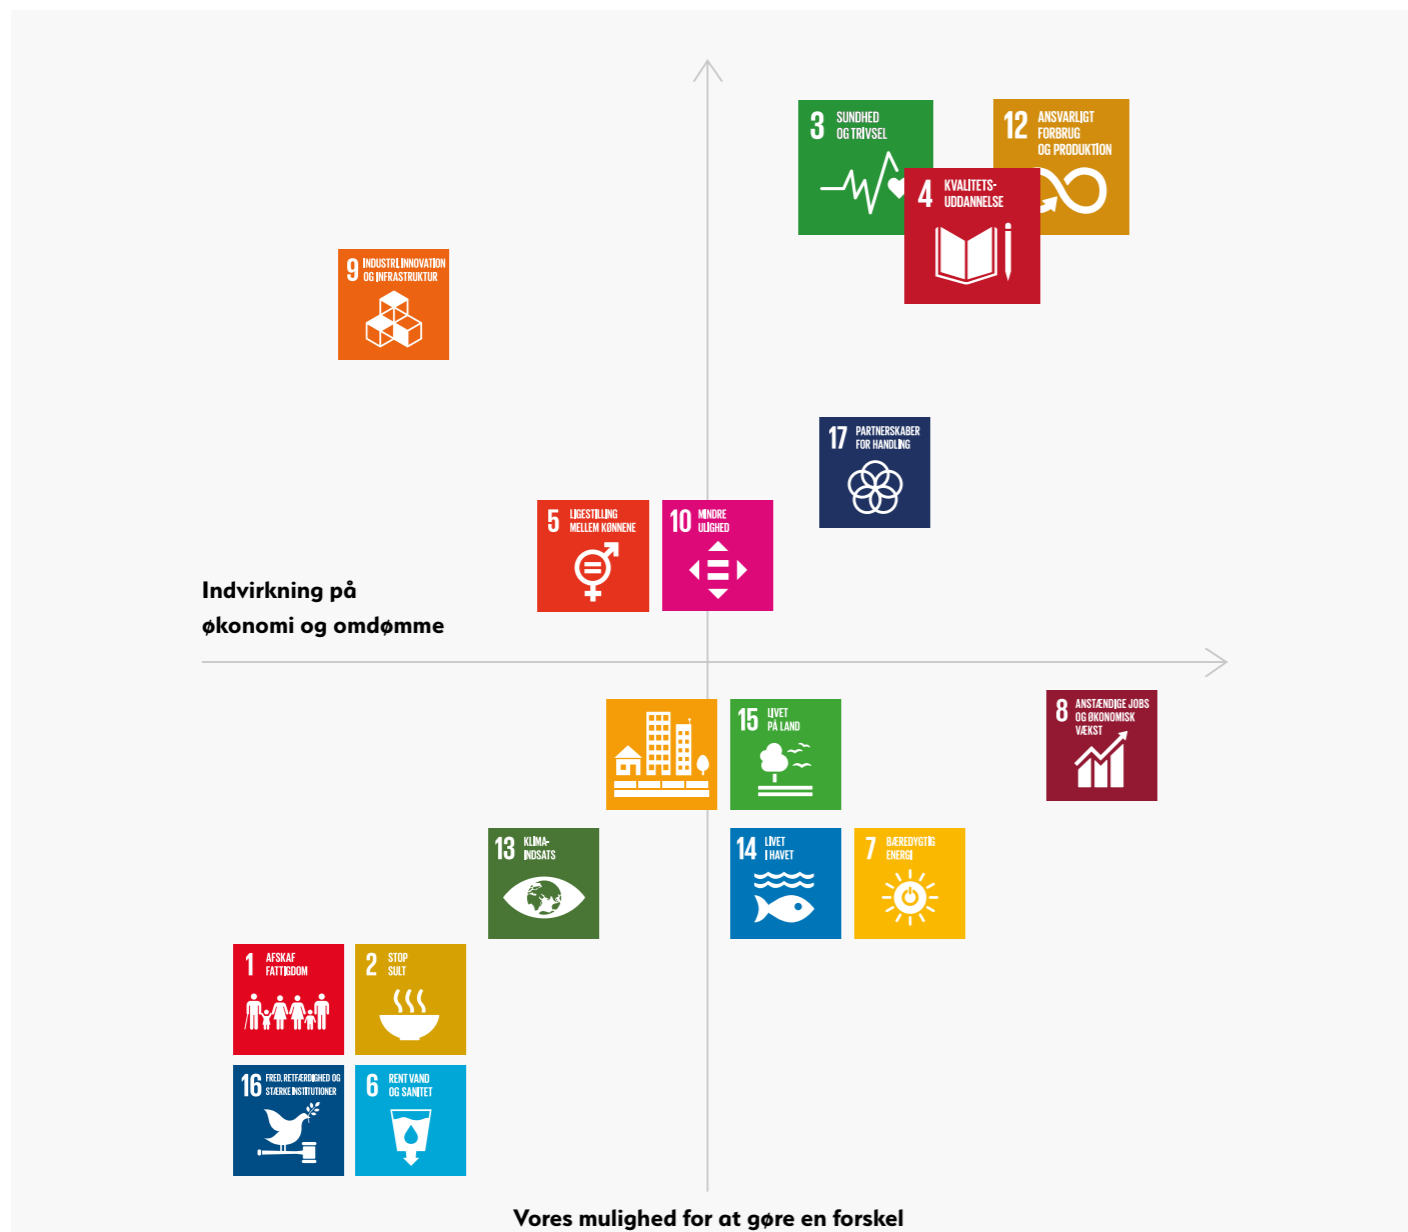 3 SUNDHED
OG TRIVSEL
12 ANSVARLIGT
FORBRUG
OG PRODUKTION
4 KVALITETS-
UDDANNELSE
9 INDUSTRI, INNOVATION
OG INFRASTRUKTUR
17 PARTNERSKABER
FOR HANDLING
5 LIGESTILLING
MELLEM KØNNENE
10 MINDRE
ULIGHED
Indvirkning på
økonomi og omdømme
15 LIVET
PÅ LAND
8 ANSTÆNDIGE JOBS
OG ØKONOMISK
VÆKST
13 KLIMA-
INDSATS
14 LIVET
I HAVET
7 BÆREDYGTIG
ENERGI
1 AFSKAF
FATTIGDOM
2 STOP
SULT
16 FRED, RETFÆRDIGHED OG
STÆRKE INSTITUTIONER
6 RENT VAND
OG SANITET
Vores mulighed for at gøre en forskel